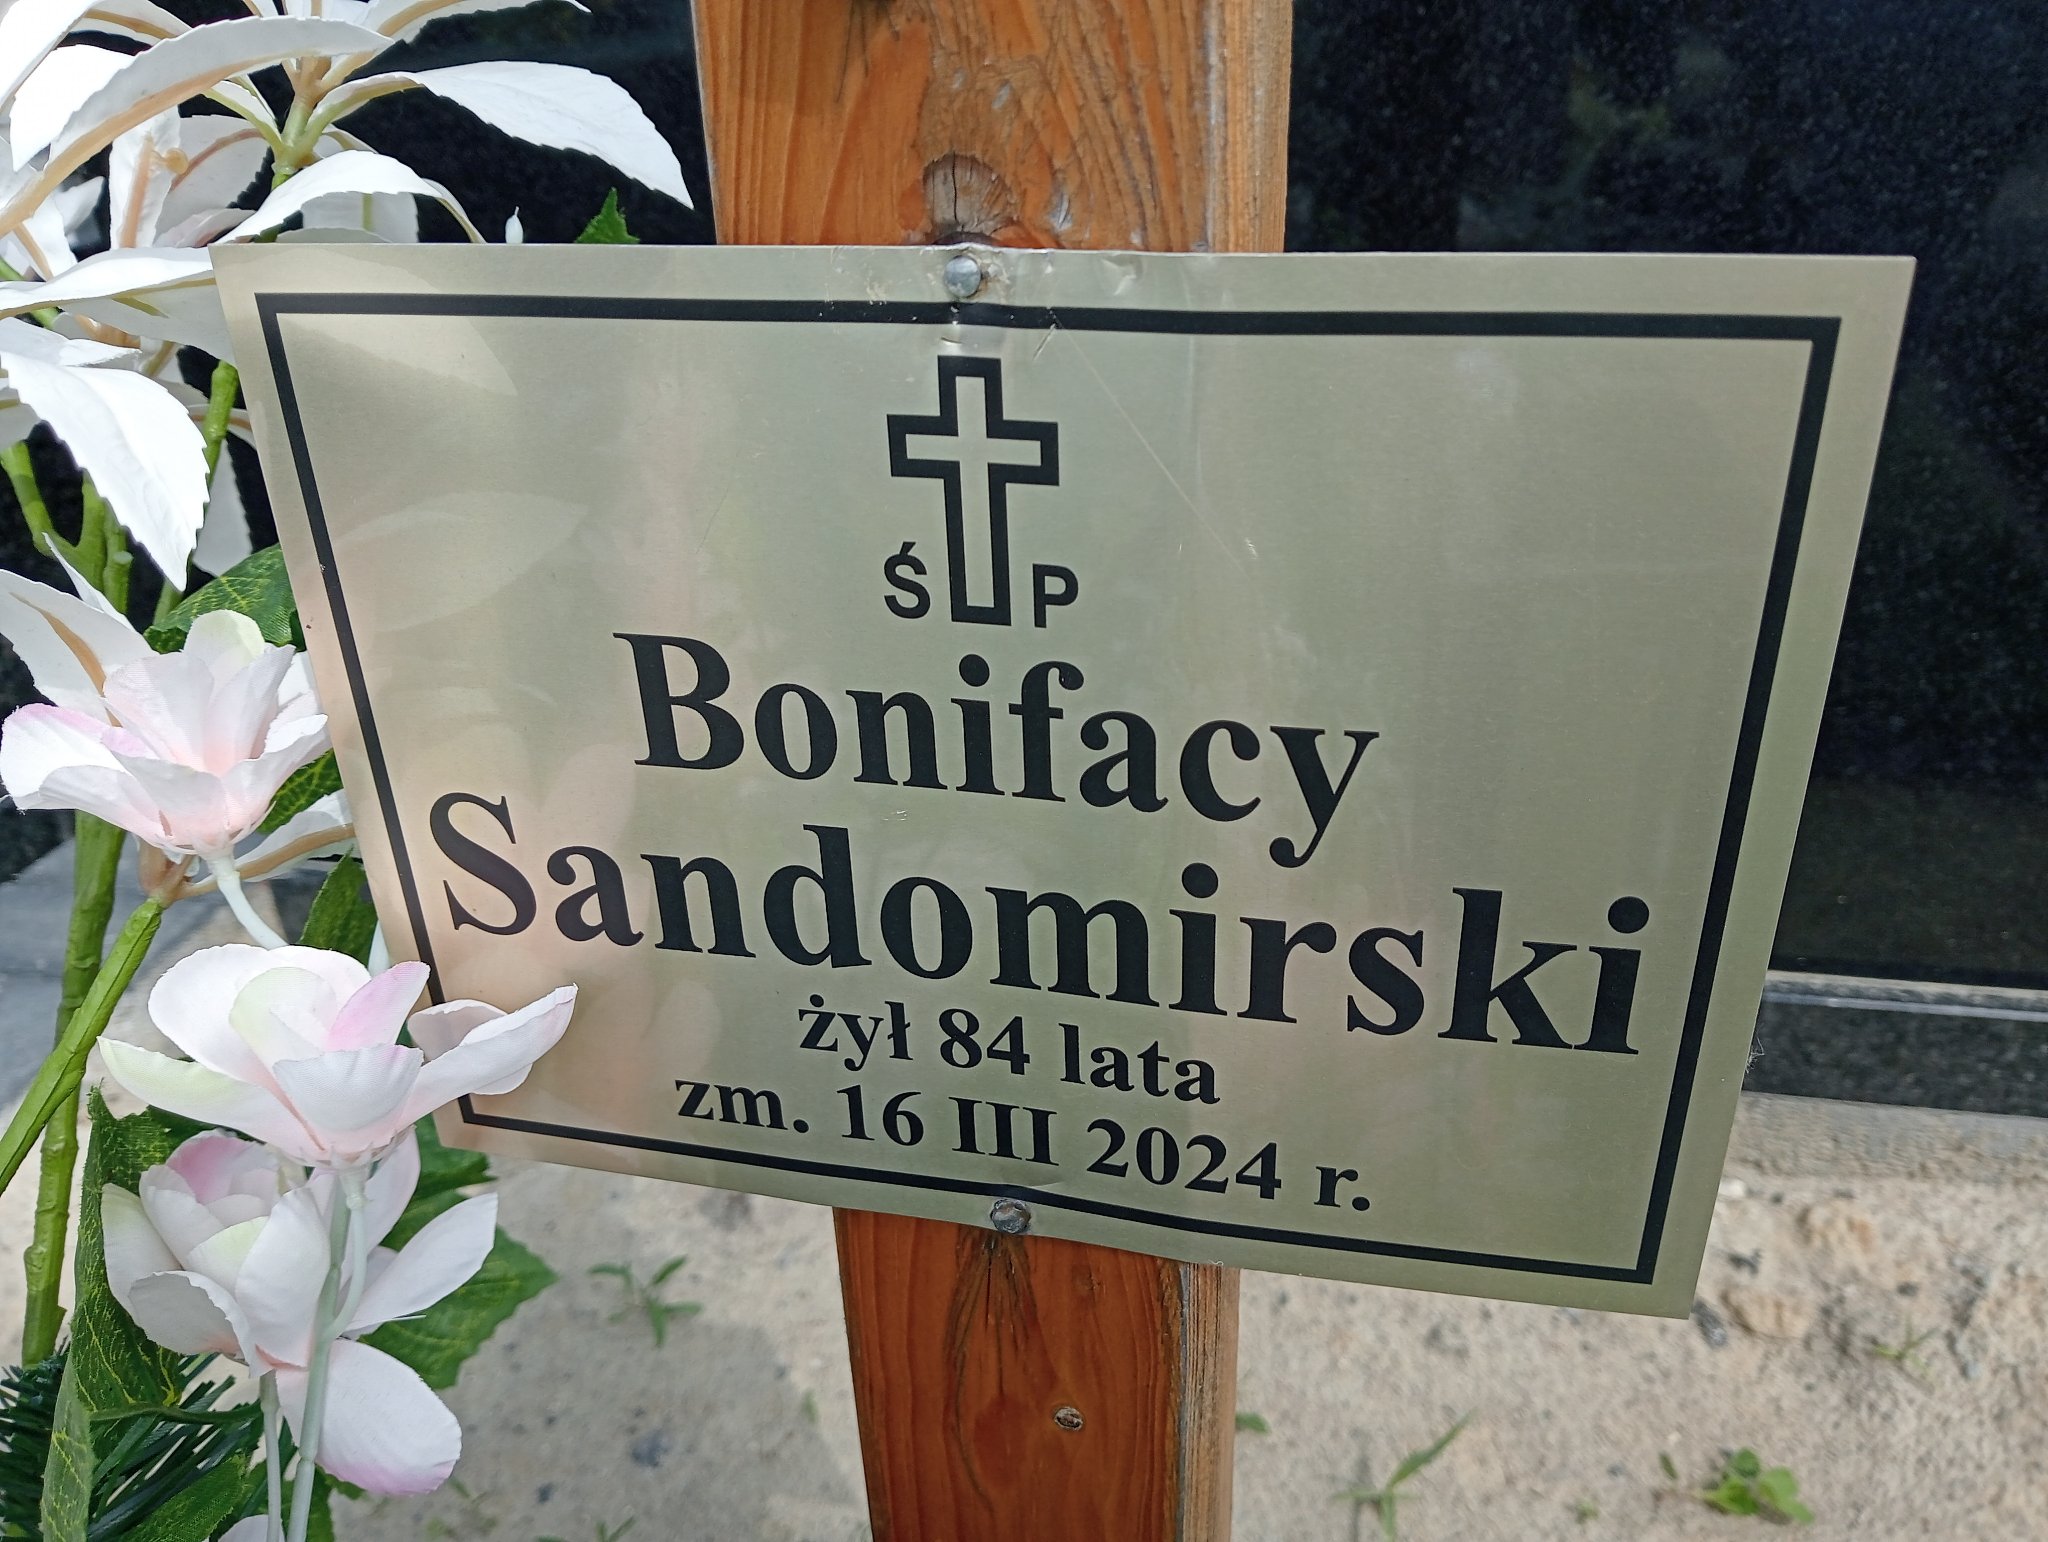 Ś P
Bonifacy
Sandomirski
żył 84 lata
zm. 16 III 2024 r.